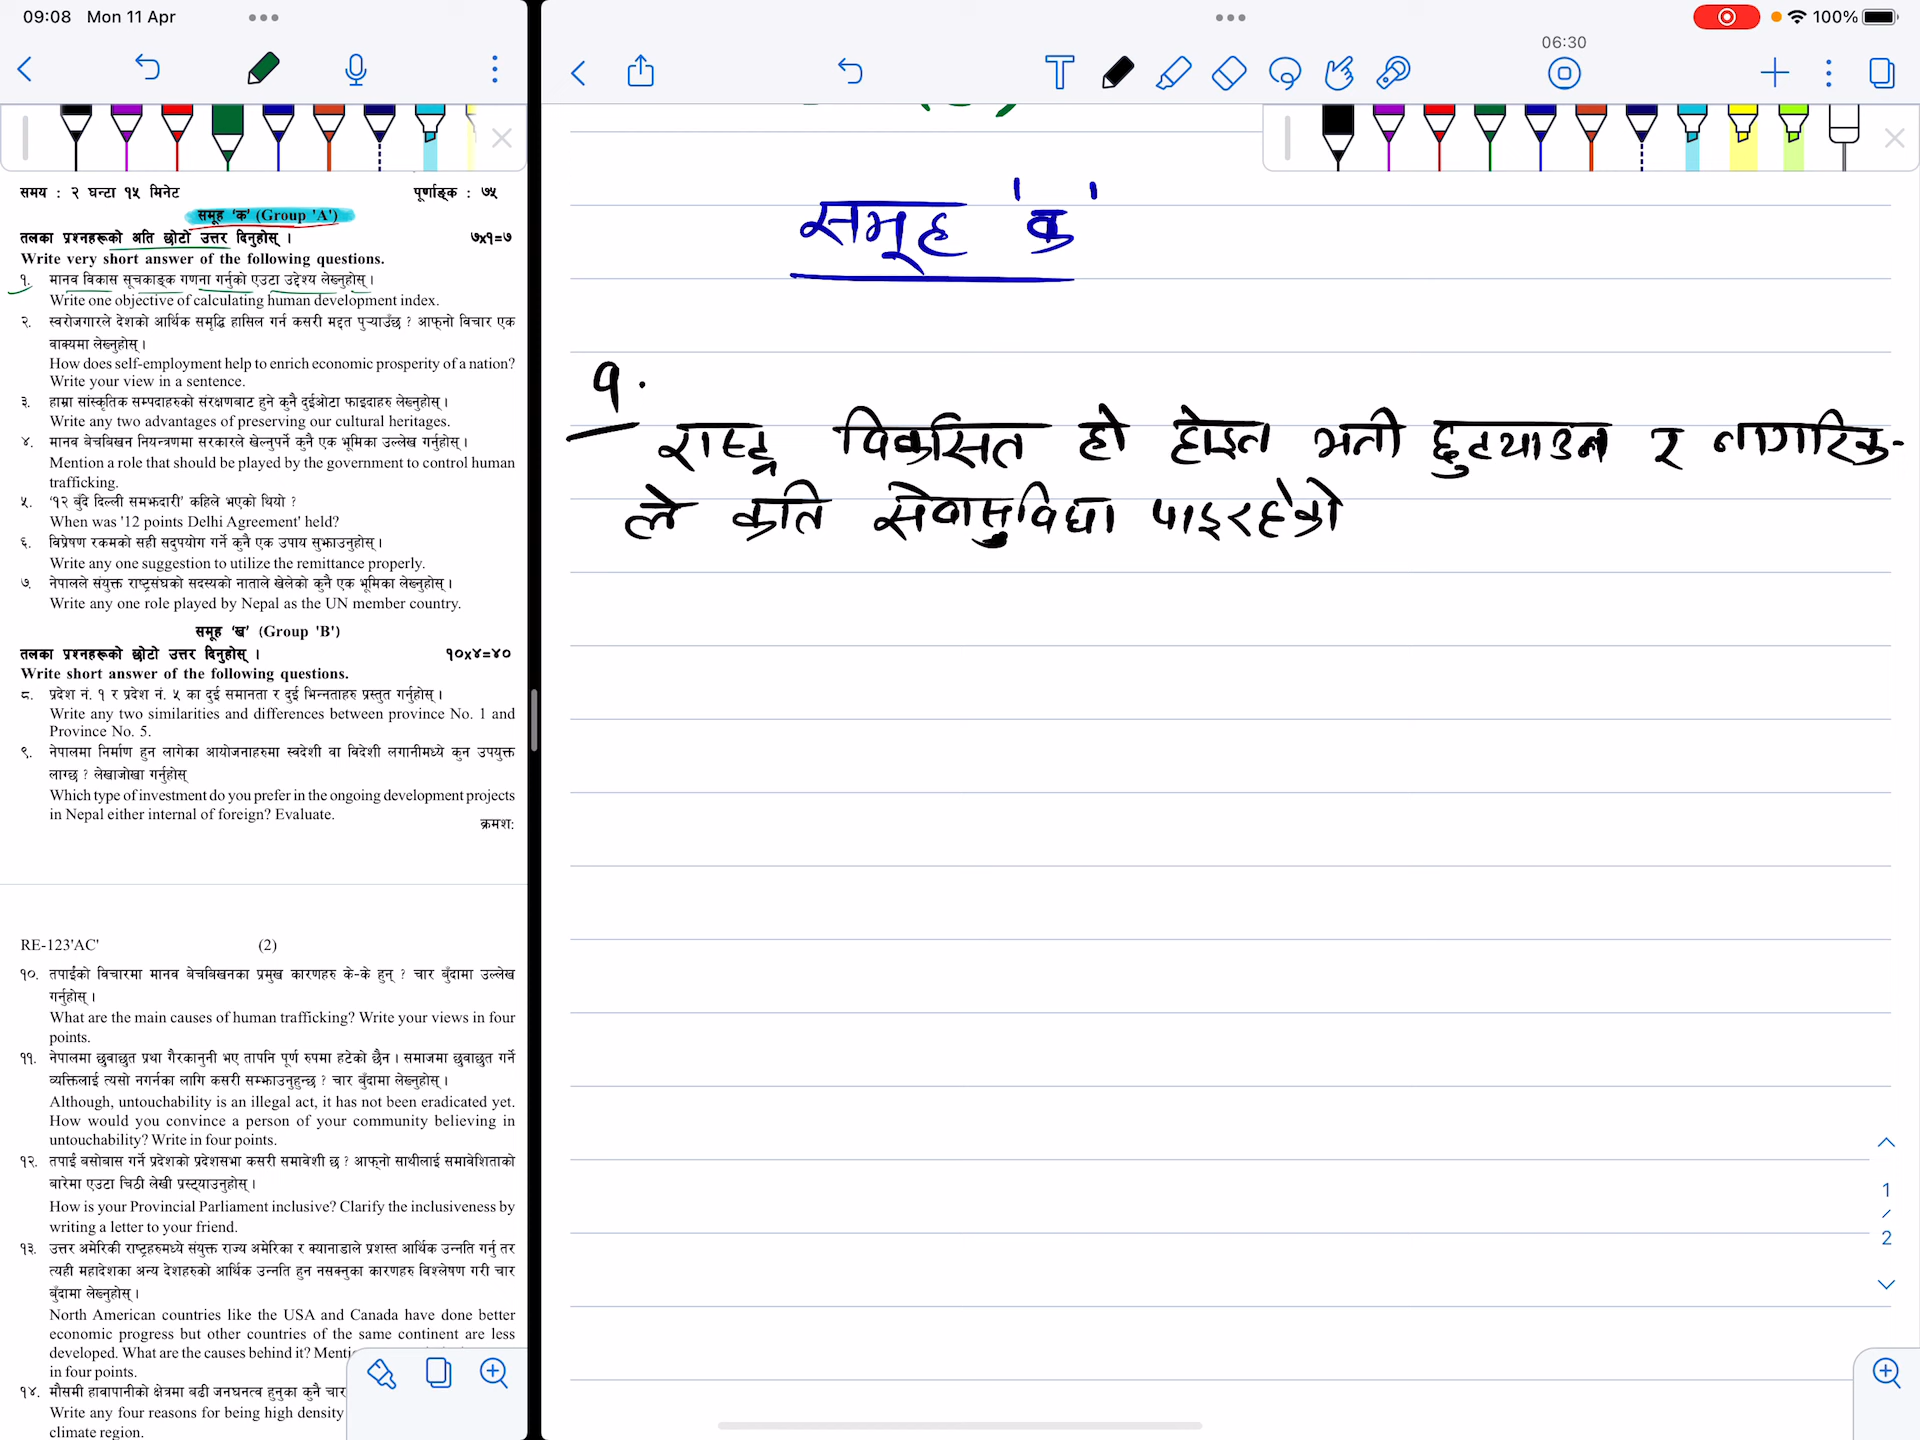 09:08 Mon 11 Apr
100%
06:30
समय : २ घन्टा १५ मिनेट पूर्णाङ्क : ७५
समूह ‘क’ (Group 'A')
तलका प्रश्नहरूको अति छोटो उत्तर दिनुहोस् । ७x१=७
Write very short answer of the following questions.
१. मानव विकास सूचकाङ्क गणना गर्नुको एउटा उद्देश्य लेख्नुहोस् ।
Write one objective of calculating human development index.
२. स्वरोजगारले देशको आर्थिक समृद्धि हासिल गर्न कसरी मद्दत पुऱ्याउँछ ? आफ्नो विचार एक
वाक्यमा लेख्नुहोस् ।
How does self-employment help to enrich economic prosperity of a nation?
Write your view in a sentence.
३. हाम्रा सांस्कृतिक सम्पदाहरुको संरक्षणबाट हुने कुनै दुईओटा फाइदाहरु लेख्नुहोस् ।
Write any two advantages of preserving our cultural heritages.
४. मानव बेचबिखन नियन्त्रणमा सरकारले खेल्नुपर्ने कुनै एक भूमिका उल्लेख गर्नुहोस् ।
Mention a role that should be played by the government to control human
trafficking.
५. ‘१२ बुँदे दिल्ली समझदारी’ कहिले भएको थियो ?
When was '12 points Delhi Agreement' held?
६. विप्रेषण रकमको सही सदुपयोग गर्ने कुनै एक उपाय सुझाउनुहोस् ।
Write any one suggestion to utilize the remittance properly.
७. नेपालले संयुक्त राष्ट्रसंघको सदस्यको नाताले खेलेको कुनै एक भूमिका लेख्नुहोस् ।
Write any one role played by Nepal as the UN member country.
समूह ‘ख’ (Group 'B')
तलका प्रश्नहरूको छोटो उत्तर दिनुहोस् । १०x४=४०
Write short answer of the following questions.
८. प्रदेश नं. १ र प्रदेश नं. ५ का दुई समानता र दुई भिन्नताहरु प्रस्तुत गर्नुहोस् ।
Write any two similarities and differences between province No. 1 and
Province No. 5.
९. नेपालमा निर्माण हुन लागेका आयोजनाहरुमा स्वदेशी वा विदेशी लगानीमध्ये कुन उपयुक्त
लाग्छ ? लेखाजोखा गर्नुहोस्
Which type of investment do you prefer in the ongoing development projects
in Nepal either internal of foreign? Evaluate.
क्रमश:
RE-123'AC' (2)
१०. तपाईंको विचारमा मानव बेचबिखनका प्रमुख कारणहरु के-के हुन् ? चार बुँदामा उल्लेख
गर्नुहोस् ।
What are the main causes of human trafficking? Write your views in four
points.
११. नेपालमा छुवाछुत प्रथा गैरकानुनी भए तापनि पूर्ण रुपमा हटेको छैन । समाजमा छुवाछुत गर्ने
व्यक्तिलाई त्यसो नगर्नका लागि कसरी सम्झाउनुहुन्छ ? चार बुँदामा लेख्नुहोस् ।
Although, untouchability is an illegal act, it has not been eradicated yet.
How would you convince a person of your community believing in
untouchability? Write in four points.
१२. तपाई बसोबास गर्ने प्रदेशको प्रदेशसभा कसरी समावेशी छ ? आफ्नो साथीलाई समावेशिताको
बारेमा एउटा चिठी लेखी प्रस्ट्याउनुहोस् ।
How is your Provincial Parliament inclusive? Clarify the inclusiveness by
writing a letter to your friend.
१३. उत्तर अमेरिकी राष्ट्रहरुमध्ये संयुक्त राज्य अमेरिका र क्यानाडाले प्रशस्त आर्थिक उन्नति गर्नु तर
त्यही महादेशका अन्य देशहरुको आर्थिक उन्नति हुन नसक्नुका कारणहरु विश्लेषण गरी चार
बुँदामा लेख्नुहोस् ।
North American countries like the USA and Canada have done better
economic progress but other countries of the same continent are less
developed. What are the causes behind it?
in four points.
१४. मौसमी हावापानीको क्षेत्रमा बढी जनघनत्व हुनुका कुनै चार
Write any four reasons for being high density
climate region.
समूह 'क'
१.
राष्ट्र विकसित हो होइन भनी छुट्याउन र नागरिक-
ले कति सेवासुविधा पाइरहेको
1
2